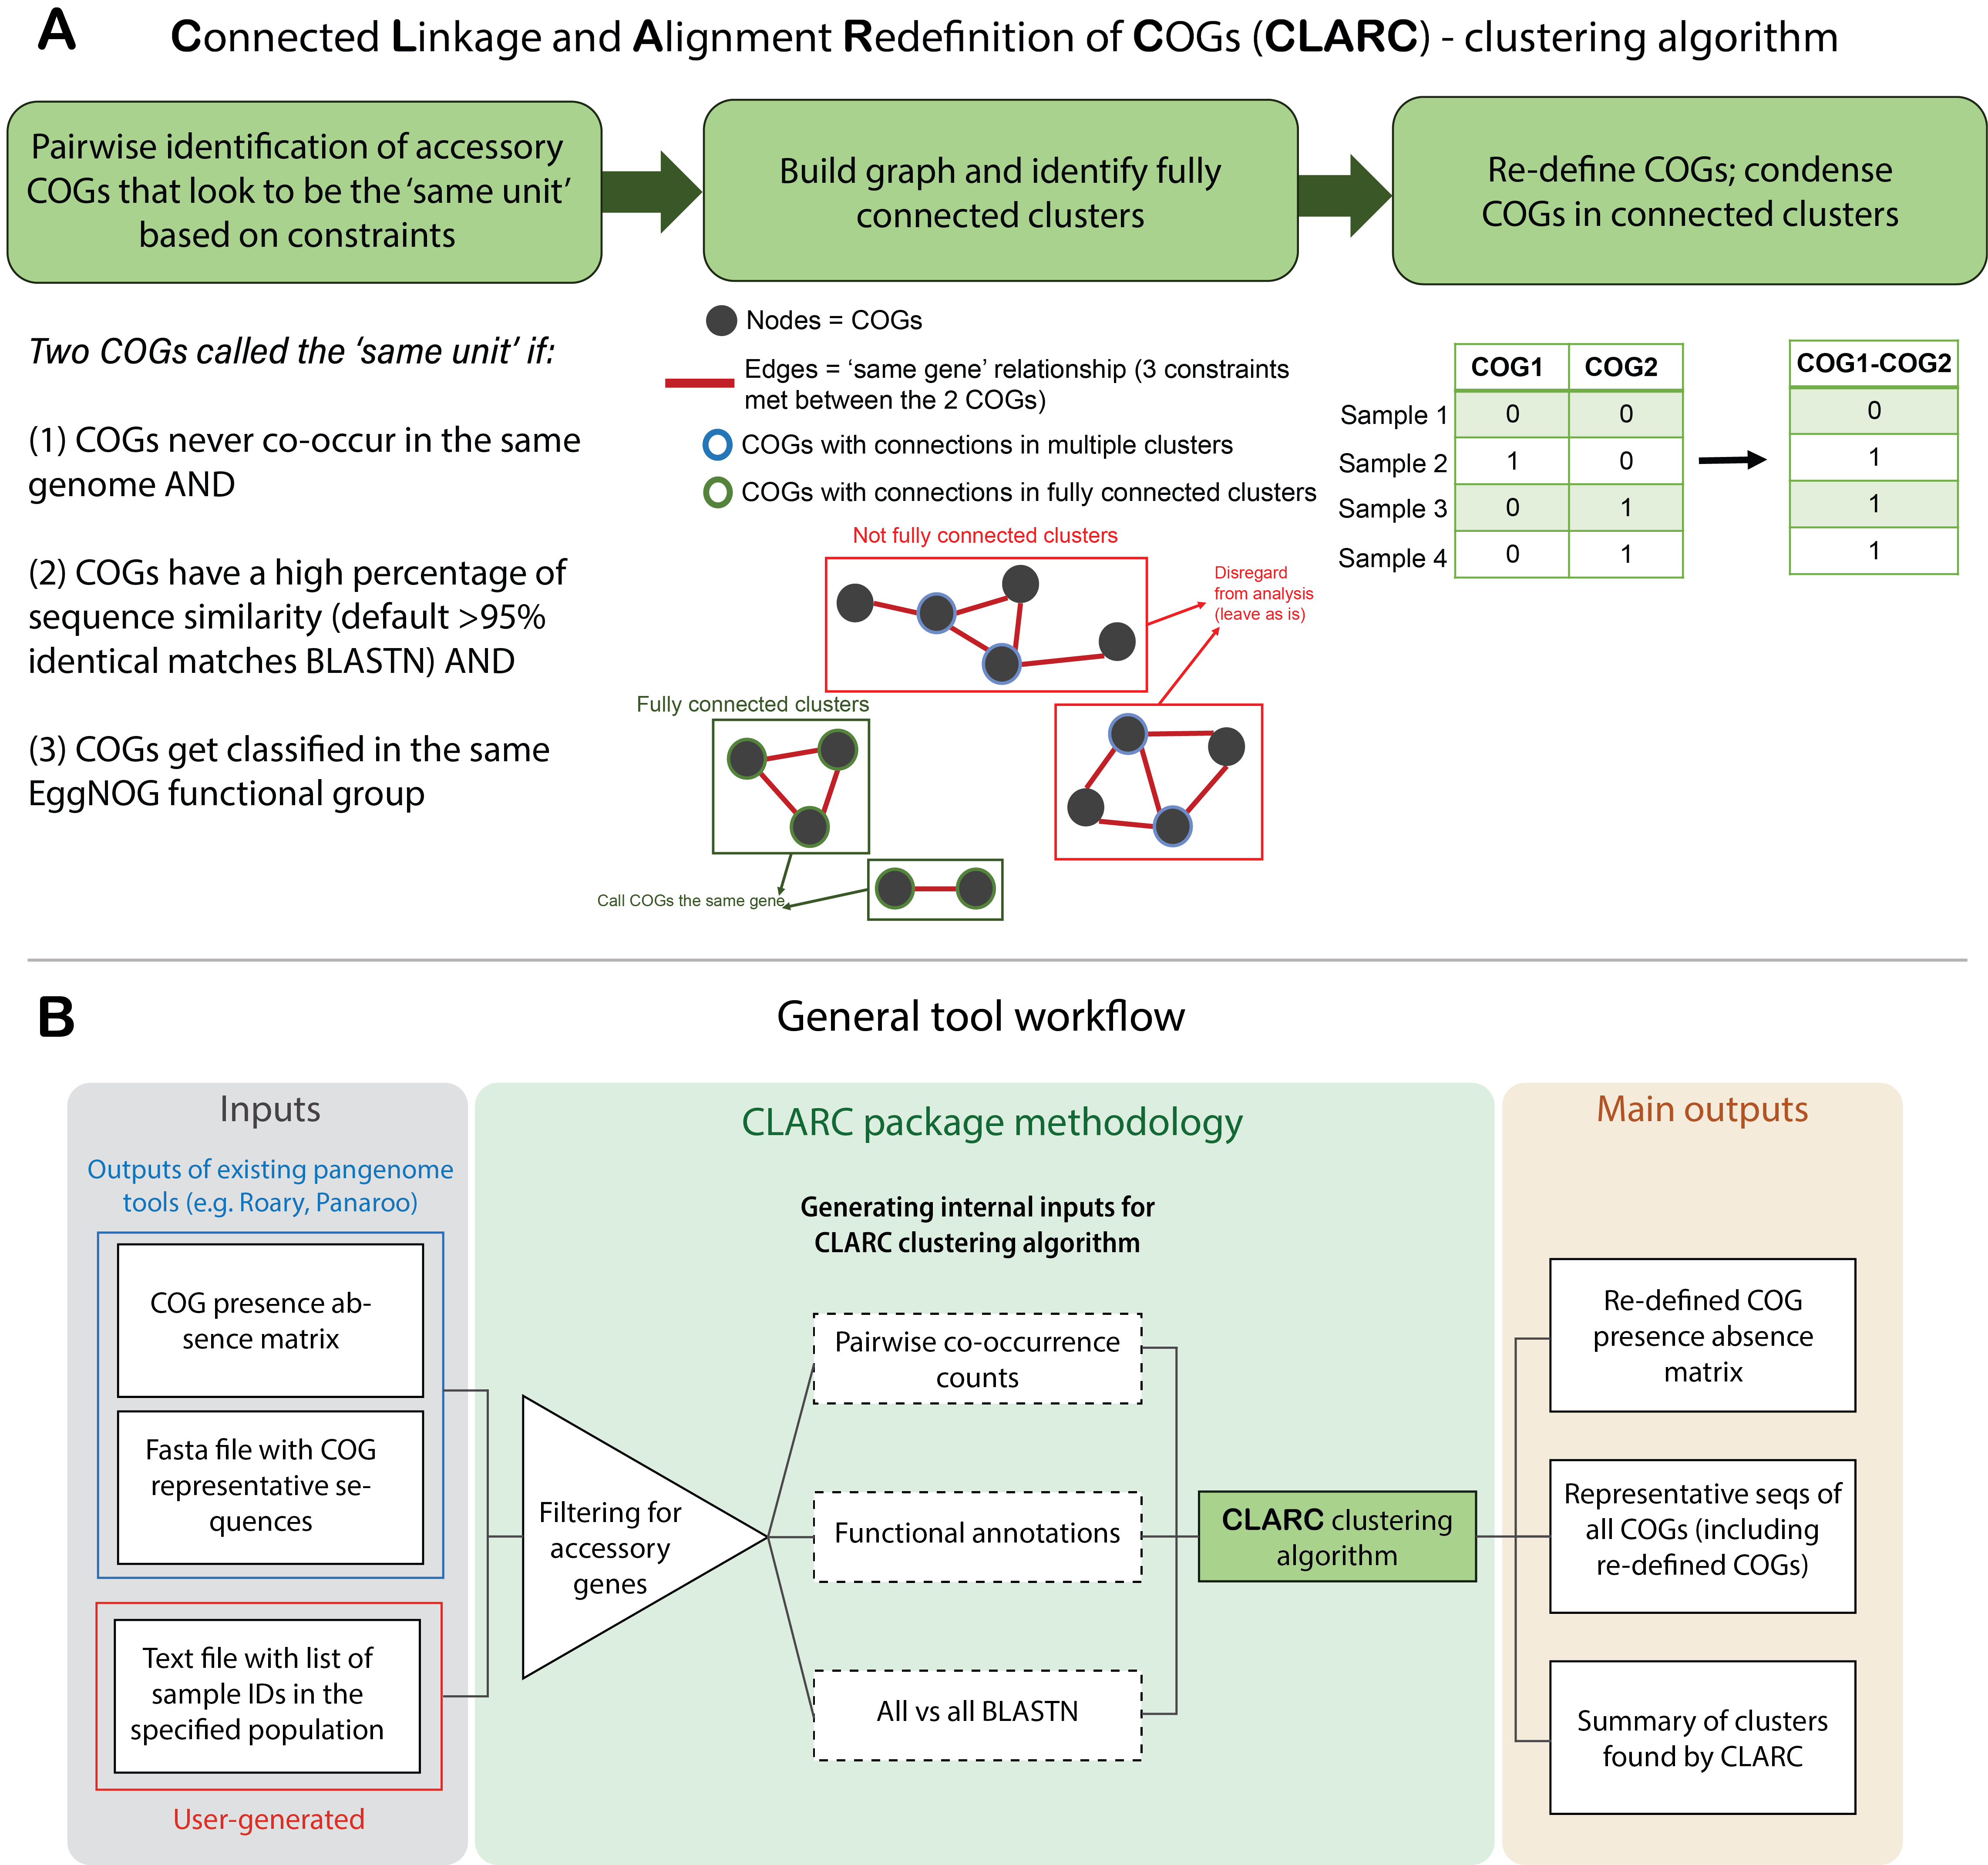 A
Connected Linkage and Alignment Redefinition of COGs (CLARC) - clustering algorithm
Pairwise identification of accessory
COGs that look to be the ‘same unit’
based on constraints
Build graph and identify fully
connected clusters
Re-define COGs; condense
COGs in connected clusters
Two COGs called the ‘same unit’ if:
(1) COGs never co-occur in the same
genome AND
(2) COGs have a high percentage of
sequence similarity (default >95%
identical matches BLASTN) AND
(3) COGs get classified in the same
EggNOG functional group
Nodes = COGs
Edges = ‘same gene’ relationship (3 constraints
met between the 2 COGs)
COGs with connections in multiple clusters
COGs with connections in fully connected clusters
Not fully connected clusters
Disregard
from analysis
(leave as is)
Fully connected clusters
Call COGs the same gene
COG1 COG2
Sample 1 0 0
Sample 2 1 0
Sample 3 0 1
Sample 4 0 1
COG1-COG2
0
1
1
1
B
General tool workflow
Inputs
Outputs of existing pangenome
tools (e.g. Roary, Panaroo)
COG presence ab-
sence matrix
Fasta file with COG
representative se-
quences
Text file with list of
sample IDs in the
specified population
User-generated
CLARC package methodology
Generating internal inputs for
CLARC clustering algorithm
Filtering for
accessory
genes
Pairwise co-occurrence
counts
Functional annotations
All vs all BLASTN
CLARC clustering
algorithm
Main outputs
Re-defined COG
presence absence
matrix
Representative seqs of
all COGs (including
re-defined COGs)
Summary of clusters
found by CLARC